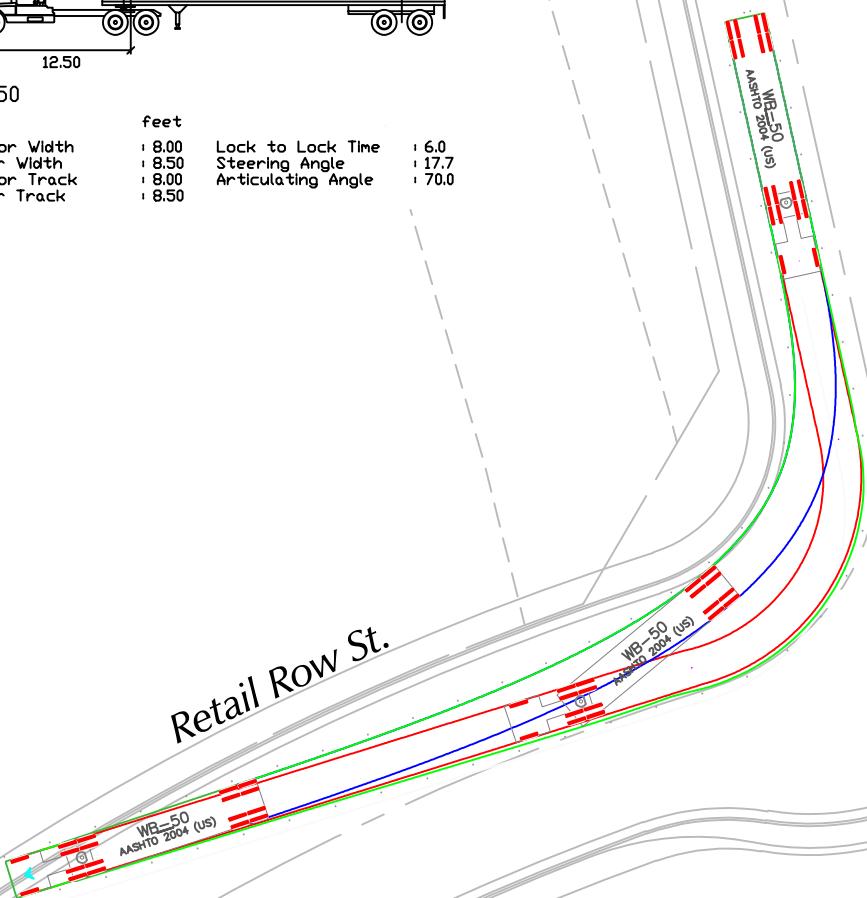 12.50
50
feet
or Width : 8.00 Lock to Lock Time : 6.0
r Width : 8.50 Steering Angle : 17.7
or Track : 8.00 Articulating Angle : 70.0
r Track : 8.50
WB-50
AASHTO 2004 (US)
WB-50
AASHTO 2004 (US)
Retail Row St.
WB-50
AASHTO 2004 (US)